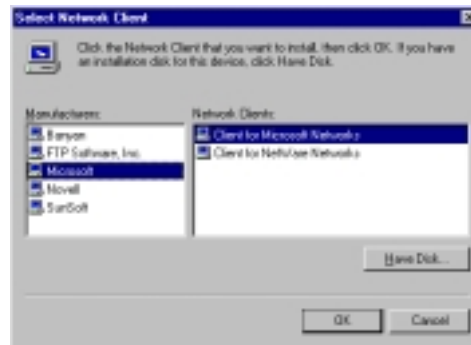 Select Network Client
Click the Network Client that you want to install, then click OK. If you have
an installation disk for this device, click Have Disk.
Manufacturers:
Banyan
FTP Software, Inc.
Microsoft
Novell
SunSoft
Network Clients:
Client for Microsoft Networks
Client for NetWare Networks
Have Disk...
OK
Cancel